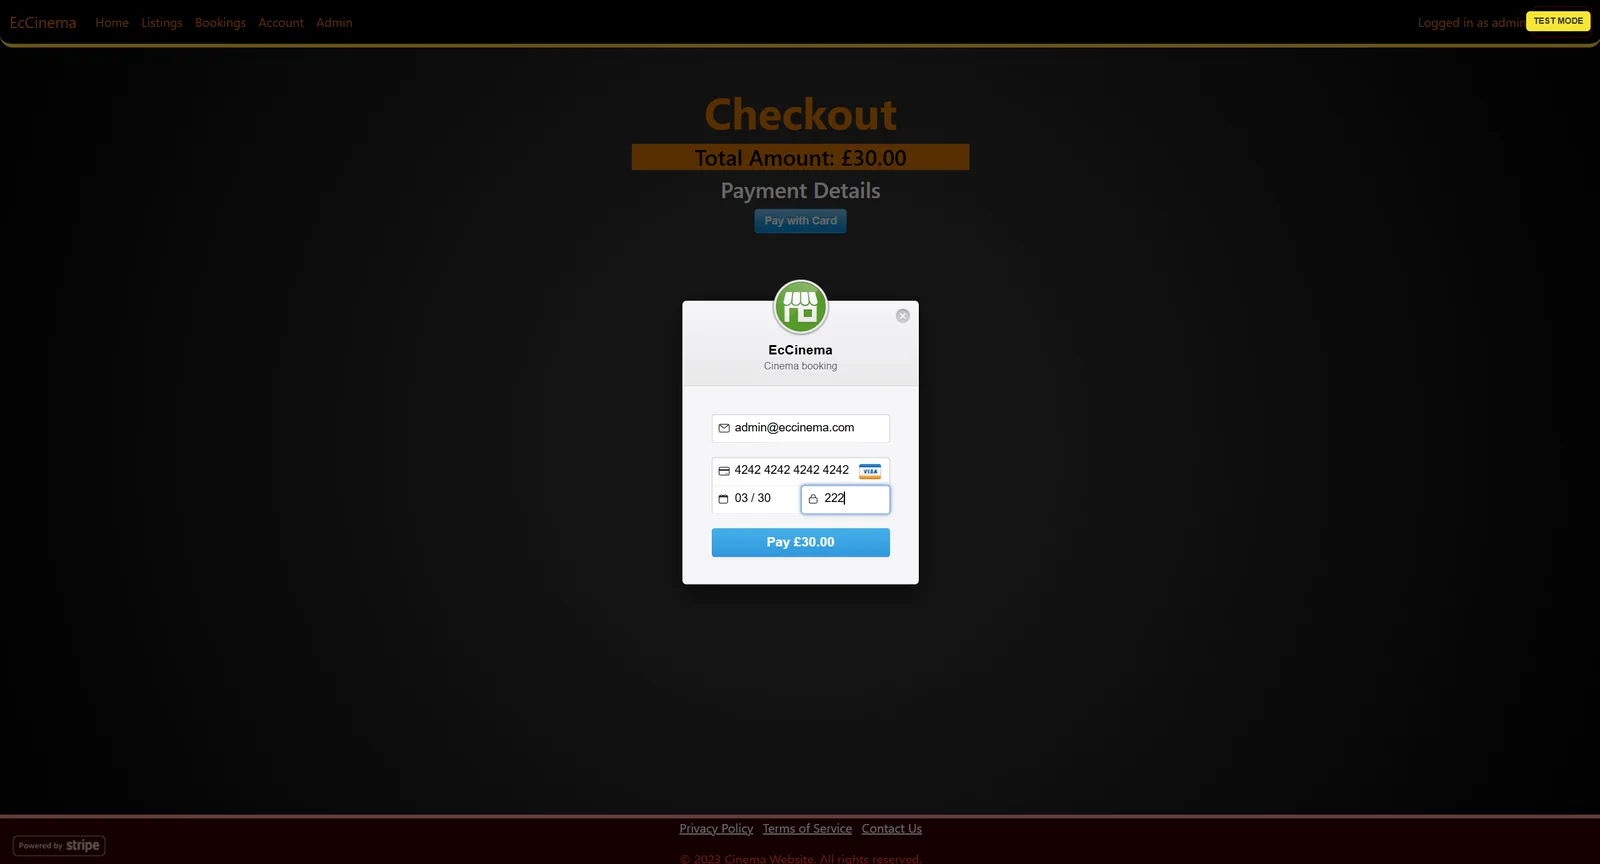 EcCinema Home Listings Bookings Account Admin Logged in as admin TEST MODE
Checkout
Total Amount: £30.00
Payment Details
Pay with Card
EcCinema
Cinema booking
admin@eccinema.com
4242 4242 4242 4242 VISA
03 / 30 222
Pay £30.00
Privacy Policy Terms of Service Contact Us
Powered by stripe
© 2023 Cinema Website. All rights reserved.